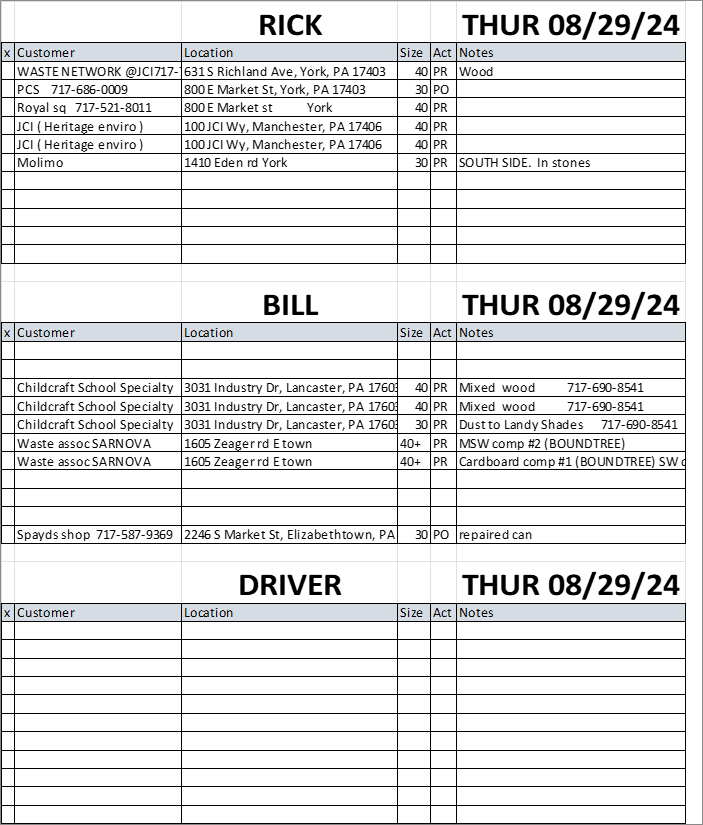 RICK THUR 08/29/24
x Customer Location Size Act Notes
WASTE NETWORK @JCI717- 631 S Richland Ave, York, PA 17403 40 PR Wood
PCS 717-686-0009 800 E Market St, York, PA 17403 30 PO
Royal sq 717-521-8011 800 E Market st York 40 PR
JCI ( Heritage enviro ) 100 JCI Wy, Manchester, PA 17406 40 PR
JCI ( Heritage enviro ) 100 JCI Wy, Manchester, PA 17406 40 PR
Molimo 1410 Eden rd York 30 PR SOUTH SIDE. In stones
BILL THUR 08/29/24
x Customer Location Size Act Notes
Childcraft School Specialty 3031 Industry Dr, Lancaster, PA 17603 40 PR Mixed wood 717-690-8541
Childcraft School Specialty 3031 Industry Dr, Lancaster, PA 17603 40 PR Mixed wood 717-690-8541
Childcraft School Specialty 3031 Industry Dr, Lancaster, PA 17603 30 PR Dust to Landy Shades 717-690-8541
Waste assoc SARNOVA 1605 Zeager rd E town 40+ PR MSW comp #2 (BOUNDTREE)
Waste assoc SARNOVA 1605 Zeager rd E town 40+ PR Cardboard comp #1 (BOUNDTREE) SW
Spayds shop 717-587-9369 2246 S Market St, Elizabethtown, PA 30 PO repaired can
DRIVER THUR 08/29/24
x Customer Location Size Act Notes